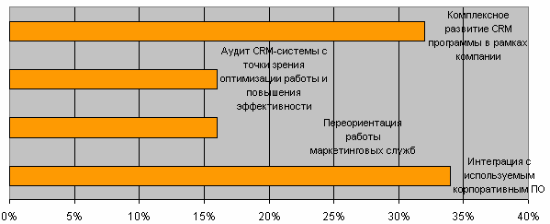 Комплексное
развитие CRM
программы в рамках
компании
Аудит CRM-системы с
точки зрения
оптимизации работы и
повышения
эффективности
Переориентация
работы
маркетинговых служб
Интеграция с
используемым
корпоративным ПО
0% 5% 10% 15% 20% 25% 30% 35% 40%